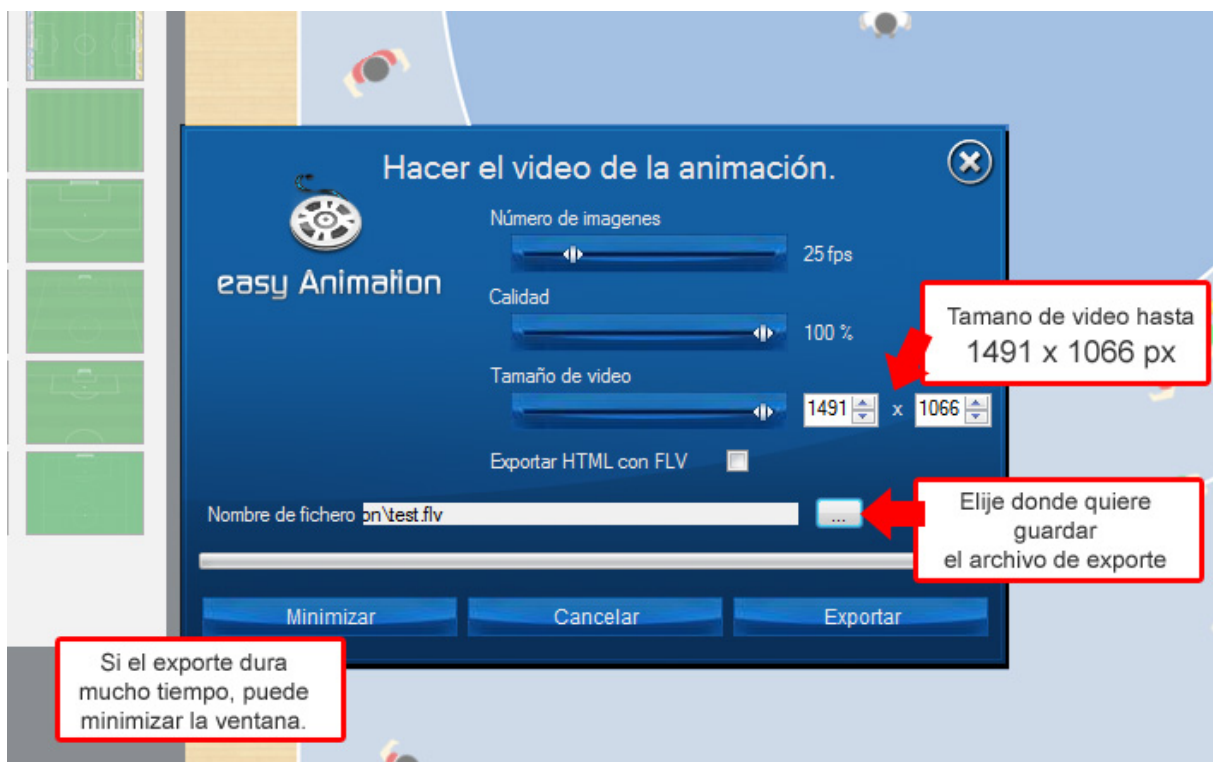 Hacer el video de la animación.
easy Animation
Número de imagenes
25 fps
Calidad
100 %
Tamaño de video
1491 x 1066
Tamano de video hasta
1491 x 1066 px
Exportar HTML con FLV
Nombre de fichero on\test.flv
...
Elije donde quiere
guardar
el archivo de exporte
Minimizar
Cancelar
Exportar
Si el exporte dura
mucho tiempo, puede
minimizar la ventana.